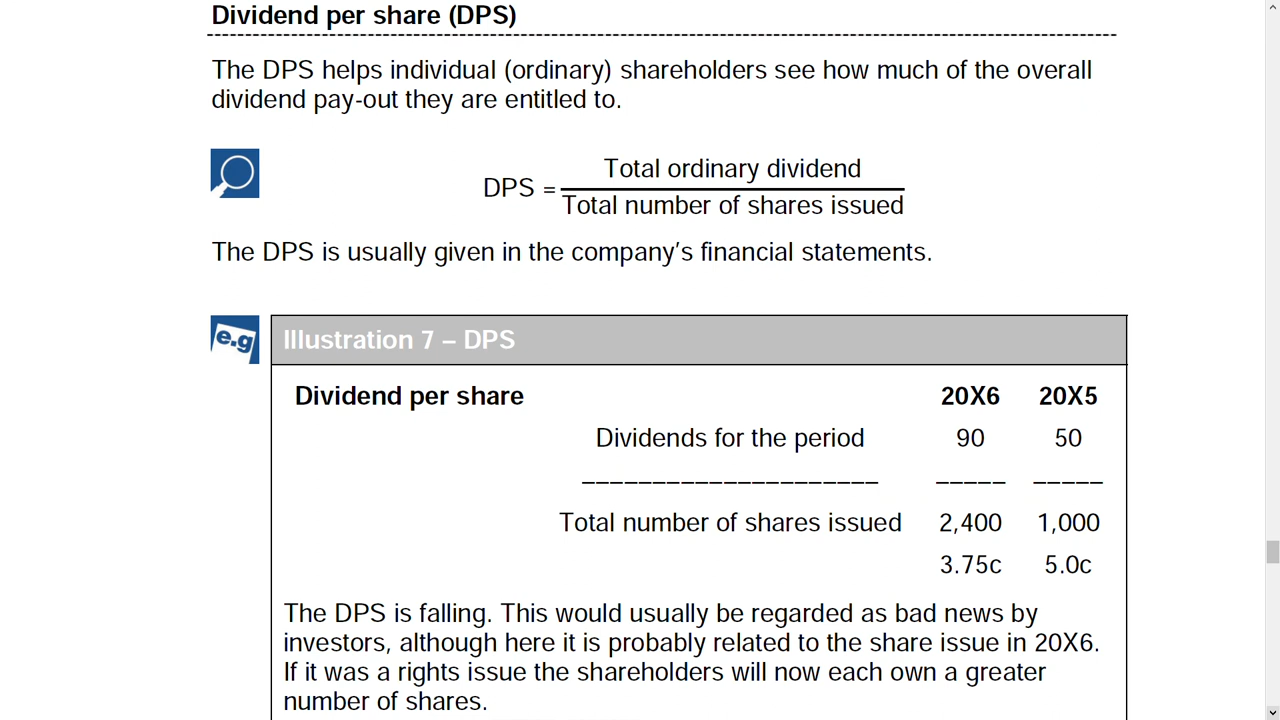 Dividend per share (DPS)
The DPS helps individual (ordinary) shareholders see how much of the overall
dividend pay-out they are entitled to.
DPS = Total ordinary dividend
Total number of shares issued
The DPS is usually given in the company's financial statements.
e.g
Illustration 7 – DPS
Dividend per share 20X6 20X5
Dividends for the period 90 50
Total number of shares issued 2,400 1,000
3.75c 5.0c
The DPS is falling. This would usually be regarded as bad news by
investors, although here it is probably related to the share issue in 20X6.
If it was a rights issue the shareholders will now each own a greater
number of shares.